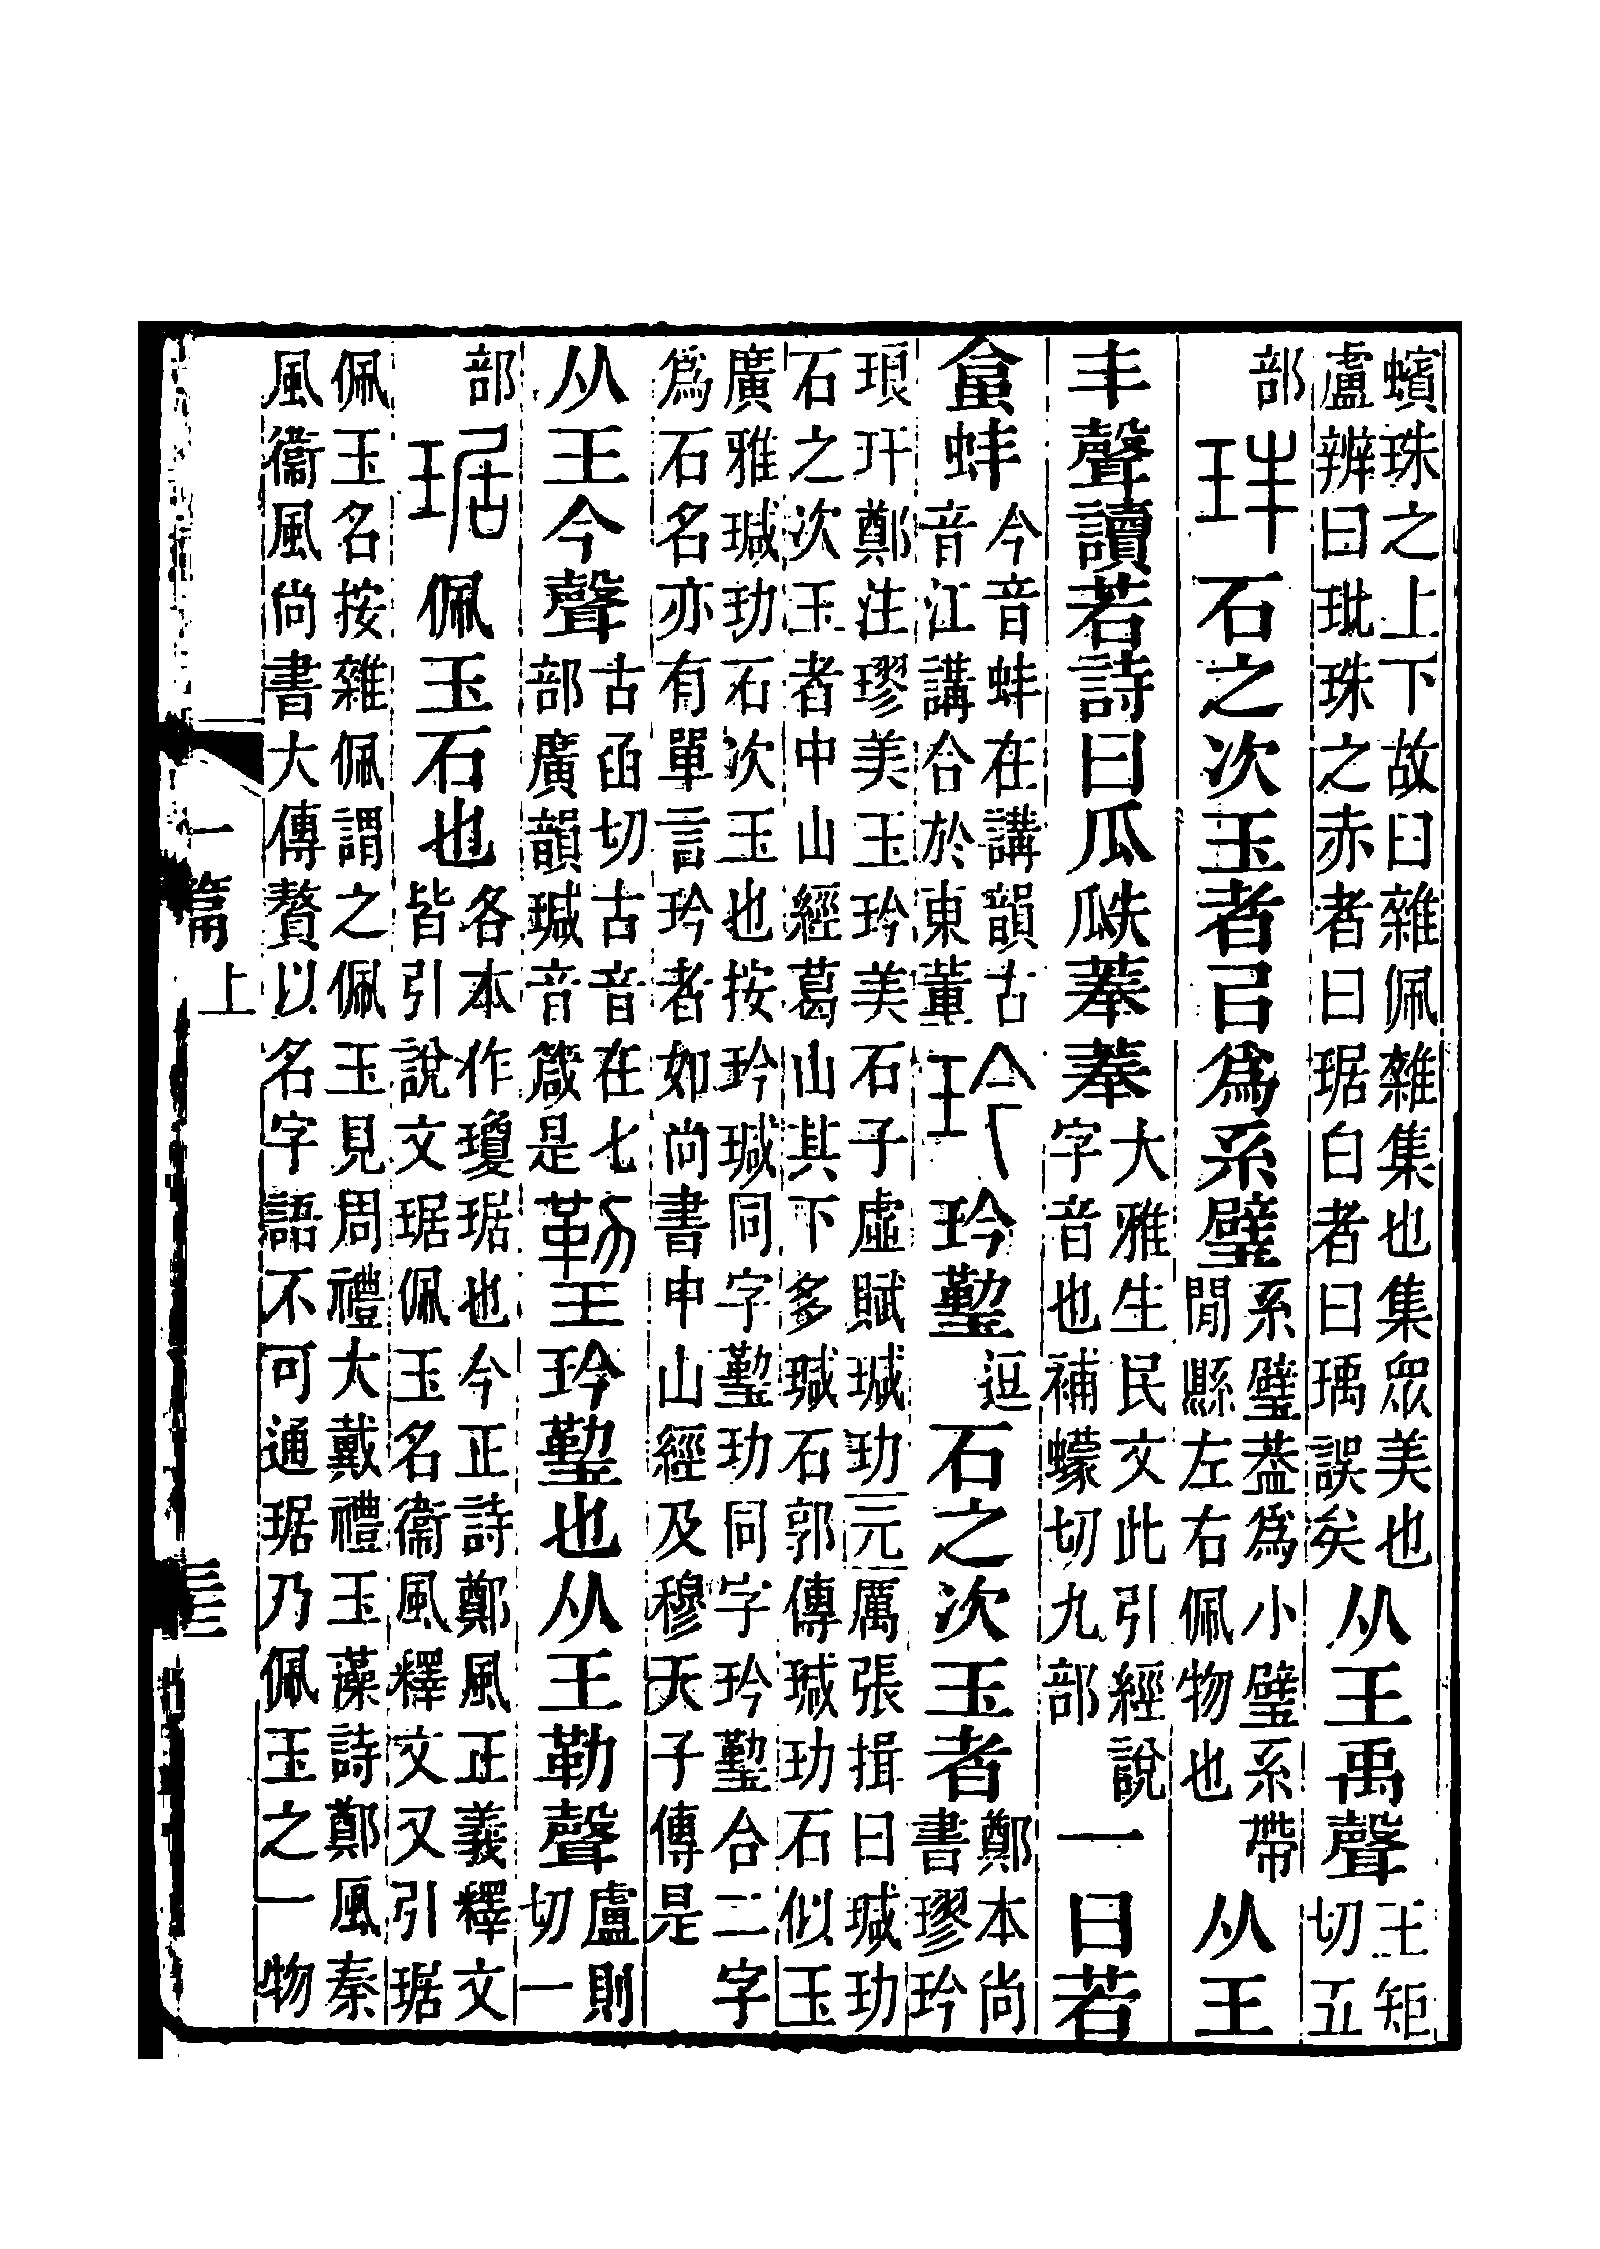 蠙珠之上下故曰雜佩雜集也集眾美也
盧辨曰玭珠之赤者曰琚白者曰瑀誤矣
从王禹聲
王矩
切五
部
玤石之次玉者㠯爲系璧
系璧葢爲小璧系帶
閒縣左右佩物也
从王
丰聲讀若詩曰瓜瓞菶菶
大雅生民文此引經說
字音也補蠓切九部
一曰若
𧊧蚌
今音蚌在講韻古
音江講合於東董
玪玪𤨙
逗
石之次玉者
鄭本尚
書璆玪
琅玕鄭注璆美玉玪美石子虛賦瑊玏元厲張揖曰瑊玏
石之次玉者中山經葛山其下多瑊石郭傳瑊玏石似玉
廣雅瑊玏石次玉也按玪瑊同字𤨙玏同字玪𤨙合二字
爲石名亦有單言玪者如尚書中山經及穆天子傳是
从王今聲
古函切古音在七
部廣韻瑊音箴是
𤨙玪𤨙也从王勒聲
盧則
切一
部
琚佩玉石也
各本作瓊琚也今正詩鄭風正義釋文
皆引說文琚佩玉名衞風釋文又引琚
佩玉名按雜佩謂之佩玉見周禮大戴禮玉藻詩鄭風秦
風衞風尚書大傳贅以名字語不可通琚乃佩玉之一物
一篇上
三三